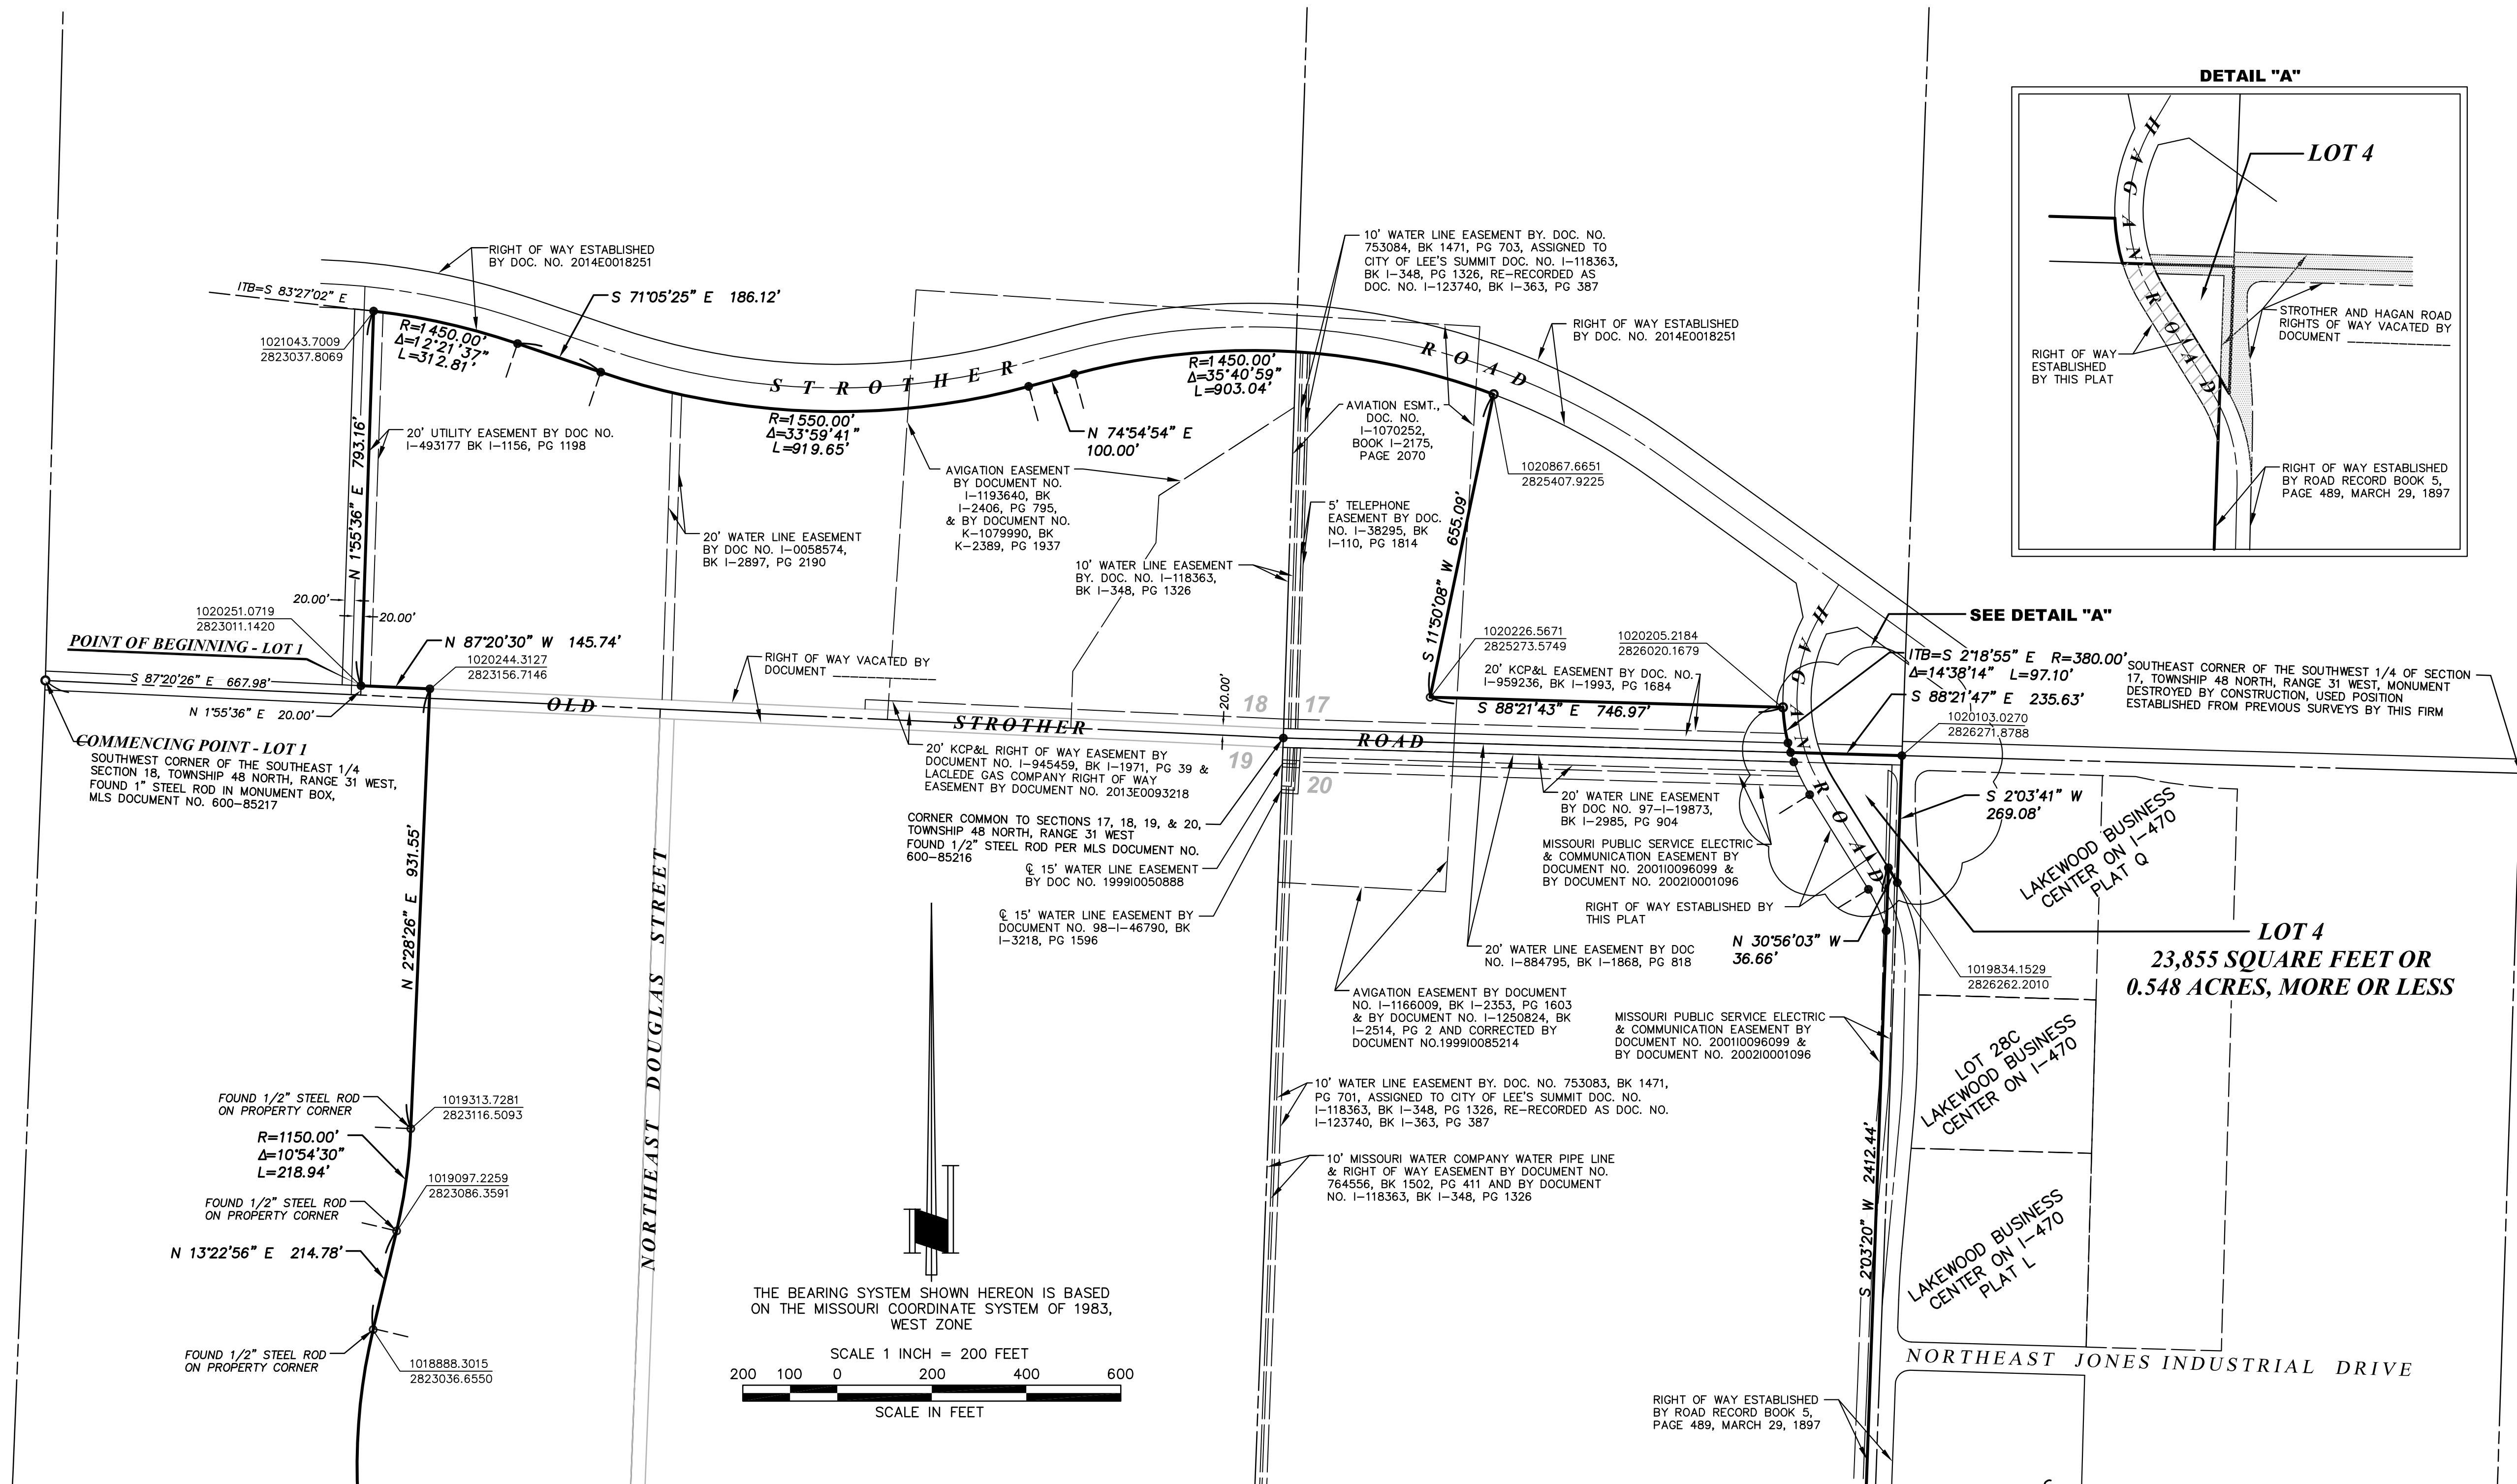 DETAIL "A"
H A G A N R O A D
LOT 4
STROTHER AND HAGAN ROAD
RIGHTS OF WAY VACATED BY
DOCUMENT ______________
RIGHT OF WAY
ESTABLISHED
BY THIS PLAT
RIGHT OF WAY ESTABLISHED
BY ROAD RECORD BOOK 5,
PAGE 489, MARCH 29, 1897
RIGHT OF WAY ESTABLISHED
BY DOC. NO. 2014E0018251
ITB=S 83°27'02" E
S 71°05'25" E 186.12'
1021043.7009
2823037.8069
R=1450.00'
Δ=12°21'37"
L=312.81'
S T R O T H E R
R O A D
R=1550.00'
Δ=33°59'41"
L=919.65'
N 74°54'54" E
100.00'
R=1450.00'
Δ=35°40'59"
L=903.04'
10' WATER LINE EASEMENT BY. DOC. NO.
753084, BK 1471, PG 703, ASSIGNED TO
CITY OF LEE'S SUMMIT DOC. NO. I-118363,
BK I-348, PG 1326, RE-RECORDED AS
DOC. NO. I-123740, BK I-363, PG 387
RIGHT OF WAY ESTABLISHED
BY DOC. NO. 2014E0018251
AVIATION ESMT.,
DOC. NO.
I-1070252,
BOOK I-2175,
PAGE 2070
1020867.6651
2825407.9225
20' UTILITY EASEMENT BY DOC NO.
I-493177 BK I-1156, PG 1198
N 1°55'36" E 793.16'
AVIGATION EASEMENT
BY DOCUMENT NO.
I-1193640, BK
I-2406, PG 795,
& BY DOCUMENT NO.
K-1079990, BK
K-2389, PG 1937
20' WATER LINE EASEMENT
BY DOC NO. I-0058574,
BK I-2897, PG 2190
5' TELEPHONE
EASEMENT BY DOC.
NO. I-38295, BK
I-110, PG 1814
10' WATER LINE EASEMENT
BY. DOC. NO. I-118363,
BK I-348, PG 1326
S 11°50'08" W 655.09'
20.00'
20.00'
1020251.0719
2823011.1420
POINT OF BEGINNING - LOT 1
N 87°20'30" W 145.74'
1020244.3127
2823156.7146
S 87°20'26" E 667.98'
N 1°55'36" E 20.00'
RIGHT OF WAY VACATED BY
DOCUMENT ______________
OLD STROTHER ROAD
20.00'
18 17
19 20
1020226.5671
2825273.5749
1020205.2184
2826020.1679
20' KCP&L EASEMENT BY DOC. NO.
I-959236, BK I-1993, PG 1684
S 88°21'43" E 746.97'
SEE DETAIL "A"
ITB=S 2°18'55" E R=380.00'
Δ=14°38'14" L=97.10'
S 88°21'47" E 235.63'
SOUTHEAST CORNER OF THE SOUTHWEST 1/4 OF SECTION
17, TOWNSHIP 48 NORTH, RANGE 31 WEST, MONUMENT
DESTROYED BY CONSTRUCTION, USED POSITION
ESTABLISHED FROM PREVIOUS SURVEYS BY THIS FIRM
1020103.0270
2826271.8788
H A G A N R O A D
COMMENCING POINT - LOT 1
SOUTHWEST CORNER OF THE SOUTHEAST 1/4
SECTION 18, TOWNSHIP 48 NORTH, RANGE 31 WEST,
FOUND 1" STEEL ROD IN MONUMENT BOX,
MLS DOCUMENT NO. 600-85217
20' KCP&L RIGHT OF WAY EASEMENT BY
DOCUMENT NO. I-945459, BK I-1971, PG 39 &
LACLEDE GAS COMPANY RIGHT OF WAY
EASEMENT BY DOCUMENT NO. 2013E0093218
CORNER COMMON TO SECTIONS 17, 18, 19, & 20,
TOWNSHIP 48 NORTH, RANGE 31 WEST
FOUND 1/2" STEEL ROD PER MLS DOCUMENT NO.
600-85216
℄ 15' WATER LINE EASEMENT
BY DOC NO. 1999I0050888
℄ 15' WATER LINE EASEMENT BY
DOCUMENT NO. 98-I-46790, BK
I-3218, PG 1596
20' WATER LINE EASEMENT
BY DOC NO. 97-I-19873,
BK I-2985, PG 904
MISSOURI PUBLIC SERVICE ELECTRIC
& COMMUNICATION EASEMENT BY
DOCUMENT NO. 2001I0096099 &
BY DOCUMENT NO. 2002I0001096
RIGHT OF WAY ESTABLISHED BY
THIS PLAT
20' WATER LINE EASEMENT BY DOC
NO. I-884795, BK I-1868, PG 818
N 30°56'03" W
36.66'
S 2°03'41" W
269.08'
LAKEWOOD BUSINESS
CENTER ON I-470
PLAT Q
LOT 4
23,855 SQUARE FEET OR
0.548 ACRES, MORE OR LESS
1019834.1529
2826262.2010
N 2°28'26" E 931.55'
NORTHEAST DOUGLAS STREET
AVIGATION EASEMENT BY DOCUMENT
NO. I-1166009, BK I-2353, PG 1603
& BY DOCUMENT NO. I-1250824, BK
I-2514, PG 2 AND CORRECTED BY
DOCUMENT NO.1999I0085214
MISSOURI PUBLIC SERVICE ELECTRIC
& COMMUNICATION EASEMENT BY
DOCUMENT NO. 2001I0096099 &
BY DOCUMENT NO. 2002I0001096
LOT 28C
LAKEWOOD BUSINESS
CENTER ON I-470
FOUND 1/2" STEEL ROD
ON PROPERTY CORNER
1019313.7281
2823116.5093
R=1150.00'
Δ=10°54'30"
L=218.94'
10' WATER LINE EASEMENT BY. DOC. NO. 753083, BK 1471,
PG 701, ASSIGNED TO CITY OF LEE'S SUMMIT DOC. NO.
I-118363, BK I-348, PG 1326, RE-RECORDED AS DOC. NO.
I-123740, BK I-363, PG 387
1019097.2259
2823086.3591
FOUND 1/2" STEEL ROD
ON PROPERTY CORNER
10' MISSOURI WATER COMPANY WATER PIPE LINE
& RIGHT OF WAY EASEMENT BY DOCUMENT NO.
764556, BK 1502, PG 411 AND BY DOCUMENT
NO. I-118363, BK I-348, PG 1326
S 2°03'20" W 2412.44'
LAKEWOOD BUSINESS
CENTER ON I-470
PLAT L
N 13°22'56" E 214.78'
THE BEARING SYSTEM SHOWN HEREON IS BASED
ON THE MISSOURI COORDINATE SYSTEM OF 1983,
WEST ZONE
FOUND 1/2" STEEL ROD
ON PROPERTY CORNER
1018888.3015
2823036.6550
SCALE 1 INCH = 200 FEET
200 100 0 200 400 600
SCALE IN FEET
NORTHEAST JONES INDUSTRIAL DRIVE
RIGHT OF WAY ESTABLISHED
BY ROAD RECORD BOOK 5,
PAGE 489, MARCH 29, 1897